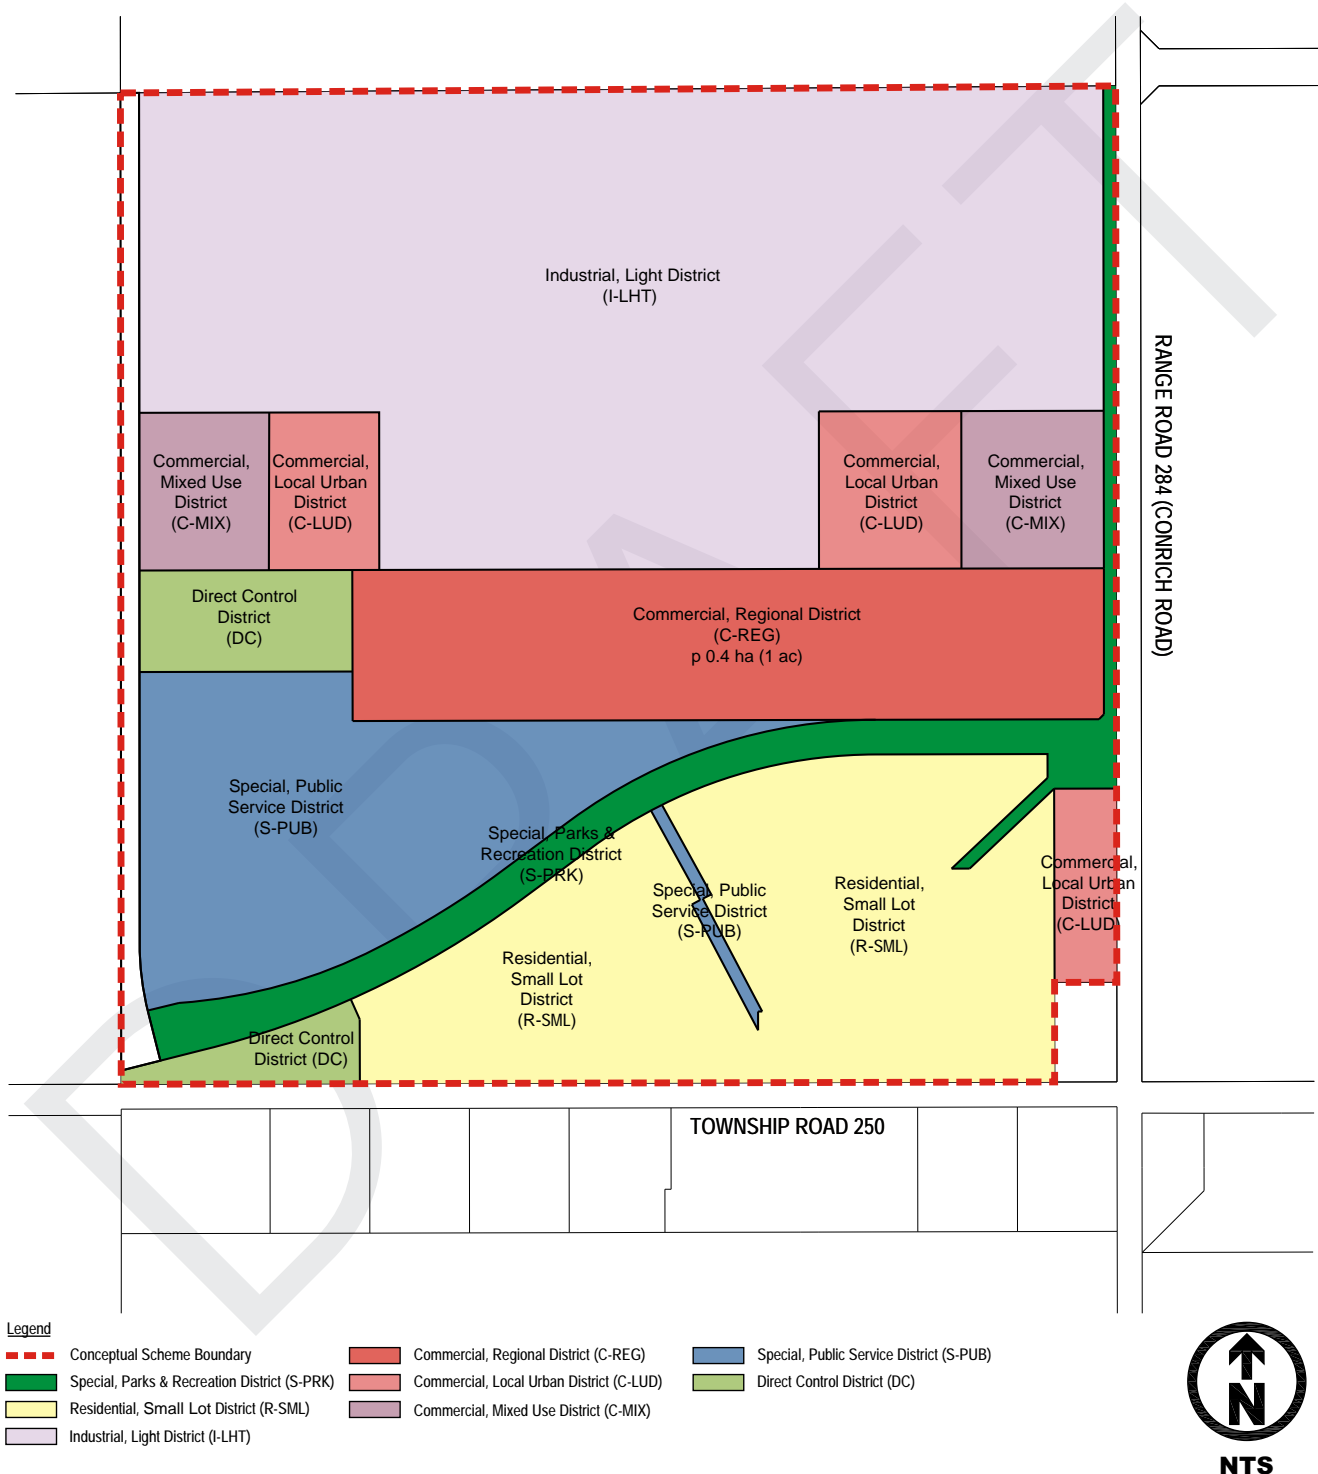 DRAFT
Industrial, Light District
(I-LHT)
RANGE ROAD 284 (CONRICH ROAD)
Commercial,
Mixed Use
District
(C-MIX)
Commercial,
Local Urban
District
(C-LUD)
Commercial,
Local Urban
District
(C-LUD)
Commercial,
Mixed Use
District
(C-MIX)
Direct Control
District
(DC)
Commercial, Regional District
(C-REG)
p 0.4 ha (1 ac)
Special, Public
Service District
(S-PUB)
Special, Parks &
Recreation District
(S-PRK)
Special, Public
Service District
(S-PUB)
Residential,
Small Lot
District
(R-SML)
Commercial,
Local Urban
District
(C-LUD)
Residential,
Small Lot
District
(R-SML)
Direct Control
District (DC)
TOWNSHIP ROAD 250
Legend
Conceptual Scheme Boundary
Special, Parks & Recreation District (S-PRK)
Residential, Small Lot District (R-SML)
Industrial, Light District (I-LHT)
Commercial, Regional District (C-REG)
Commercial, Local Urban District (C-LUD)
Commercial, Mixed Use District (C-MIX)
Special, Public Service District (S-PUB)
Direct Control District (DC)
N
NTS